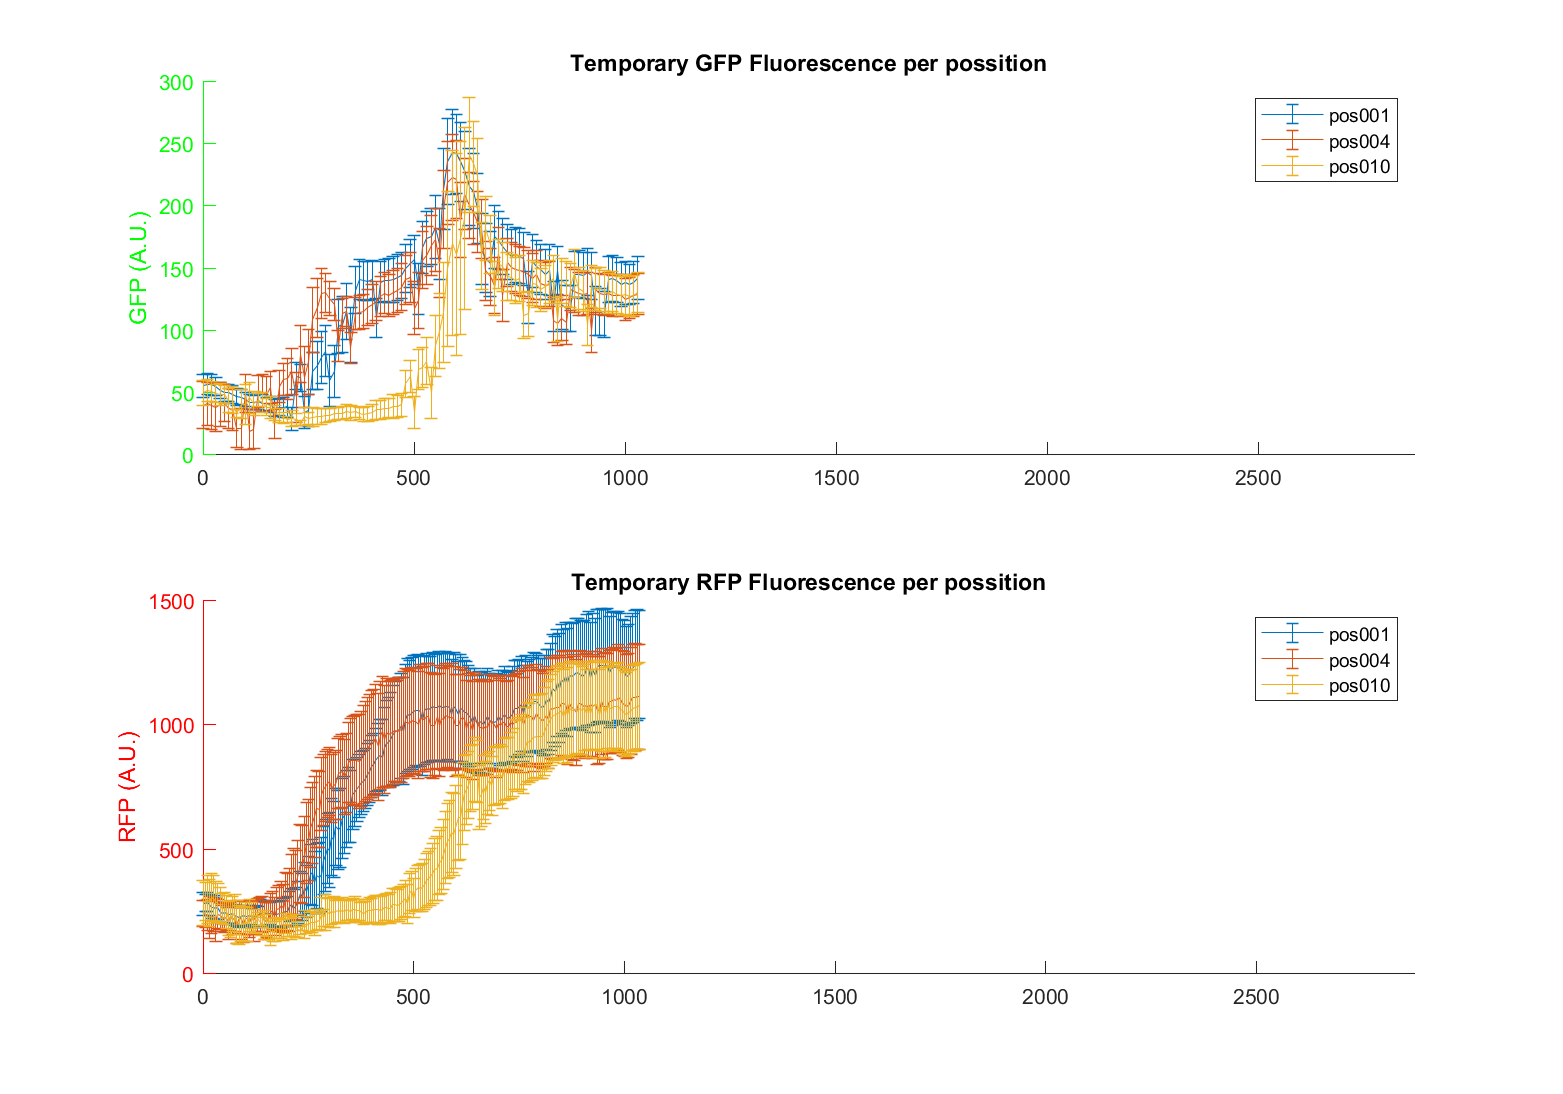 Temporary GFP Fluorescence per possition
300
250
200
150
100
50
0
GFP (A.U.)
pos001
pos004
pos010
0 500 1000 1500 2000 2500
Temporary RFP Fluorescence per possition
1500
1000
500
0
RFP (A.U.)
pos001
pos004
pos010
0 500 1000 1500 2000 2500